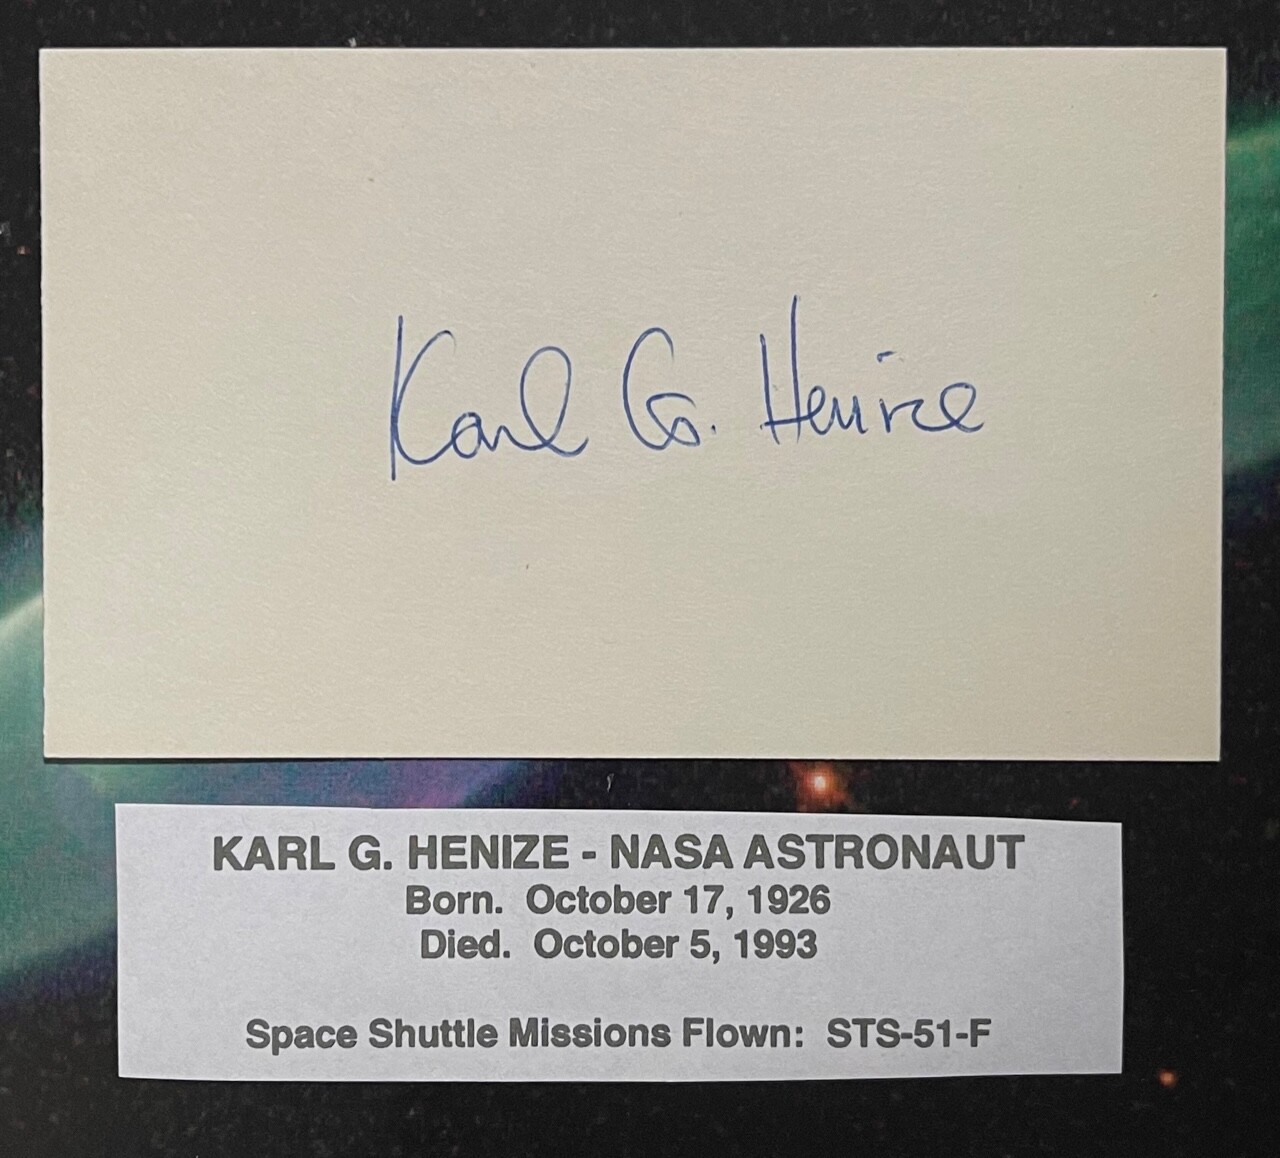 Karl G. Henize
KARL G. HENIZE - NASA ASTRONAUT
Born. October 17, 1926
Died. October 5, 1993
Space Shuttle Missions Flown: STS-51-F